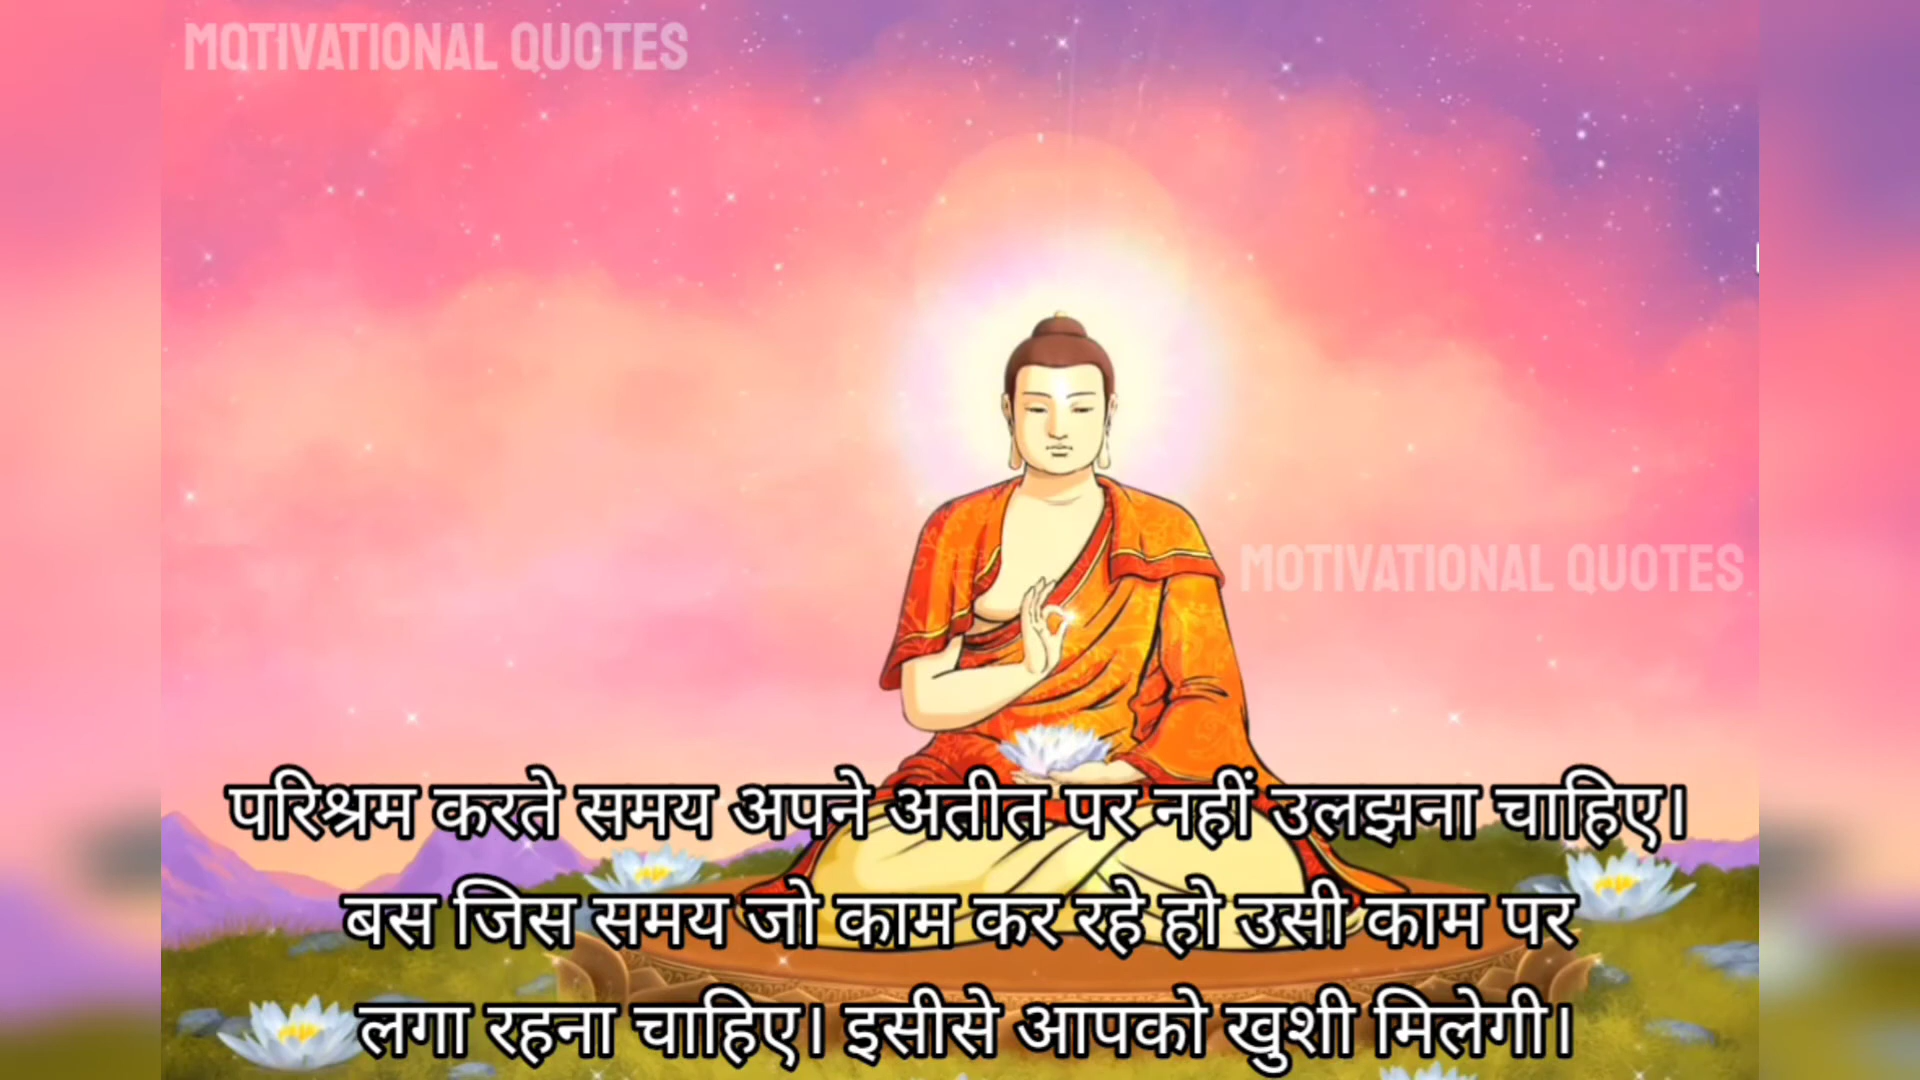 MOTIVATIONAL QUOTES
MOTIVATIONAL QUOTES
परिश्रम करते समय अपने अतीत पर नहीं उलझना चाहिए।
बस जिस समय जो काम कर रहे हो उसी काम पर
लगा रहना चाहिए। इसीसे आपको खुशी मिलेगी।